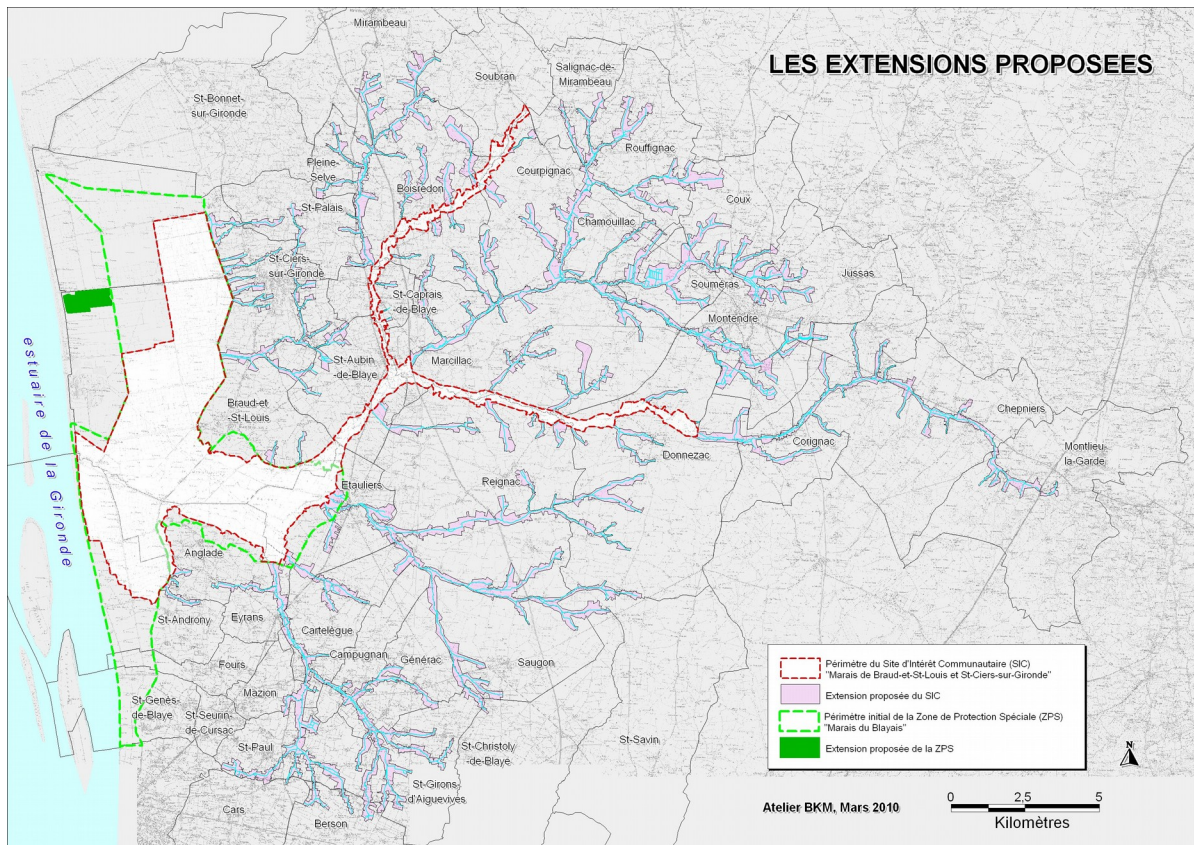 LES EXTENSIONS PROPOSEES
Mirambeau
Soubran
Salignac-de-
Mirambeau
St-Bonnet-
sur-Gironde
Rouffignac
Pleine-
Selve
Courpignac
Boisredon
Coux
St-Palais
Chamouillac
St-Ciers-
sur-Gironde
Jussas
Souméras
St-Caprais
-de-Blaye
Montendre
St-Aubin
-de-Blaye
Marcillac
estuaire de la Gironde
Braud-et
-St-Louis
Chepniers
Corignac
Montlieu
-la-Garde
Donnezac
Etauliers
Reignac
Anglade
St-Androny
Eyrans
Cartelègue
Campugnan
Générac
Saugon
Fours
Mazion
St-Genès-
de-Blaye
St-Seurin-
de-Cursac
St-Paul
St-Christoly
-de-Blaye
St-Savin
St-Girons
-d'Aiguevives
Cars
Berson
Périmètre du Site d'Intérêt Communautaire (SIC)
"Marais de Braud-et-St-Louis et St-Ciers-sur-Gironde"
Extension proposée du SIC
Périmètre initial de la Zone de Protection Spéciale (ZPS)
"Marais du Blayais"
Extension proposée de la ZPS
N
Atelier BKM, Mars 2010
0 2,5 5
Kilomètres